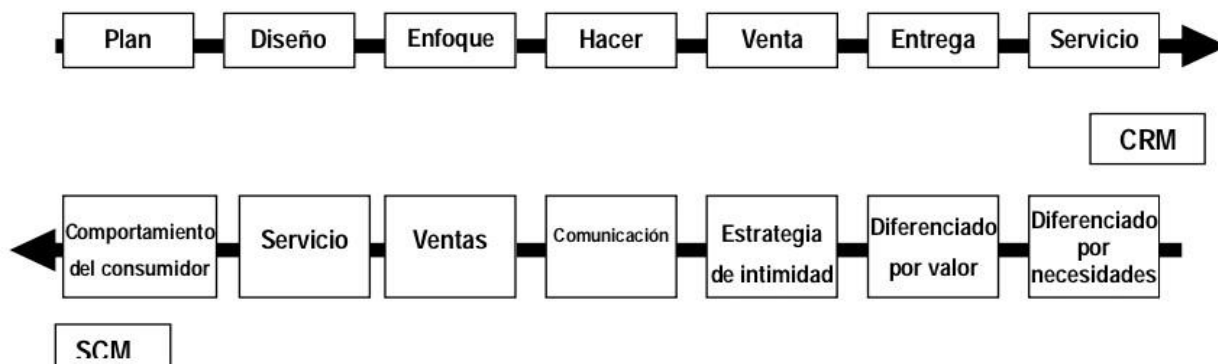 Plan
Diseño
Enfoque
Hacer
Venta
Entrega
Servicio
CRM
Comportamiento
del consumidor
Servicio
Ventas
Comunicación
Estrategia
de intimidad
Diferenciado
por valor
Diferenciado
por
necesidades
SCM